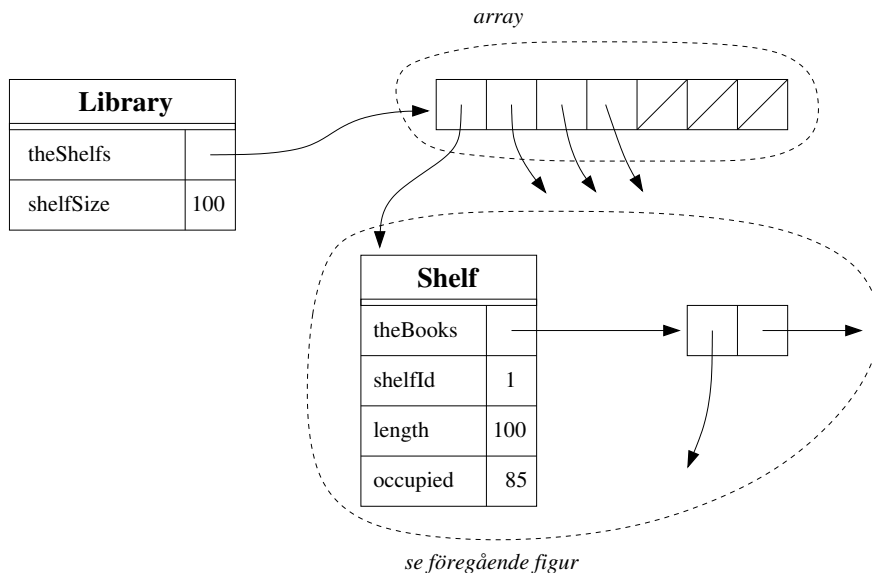 array
Library
theShelfs
shelfSize 100
Shelf
theBooks
shelfId 1
length 100
occupied 85
se föregående figur